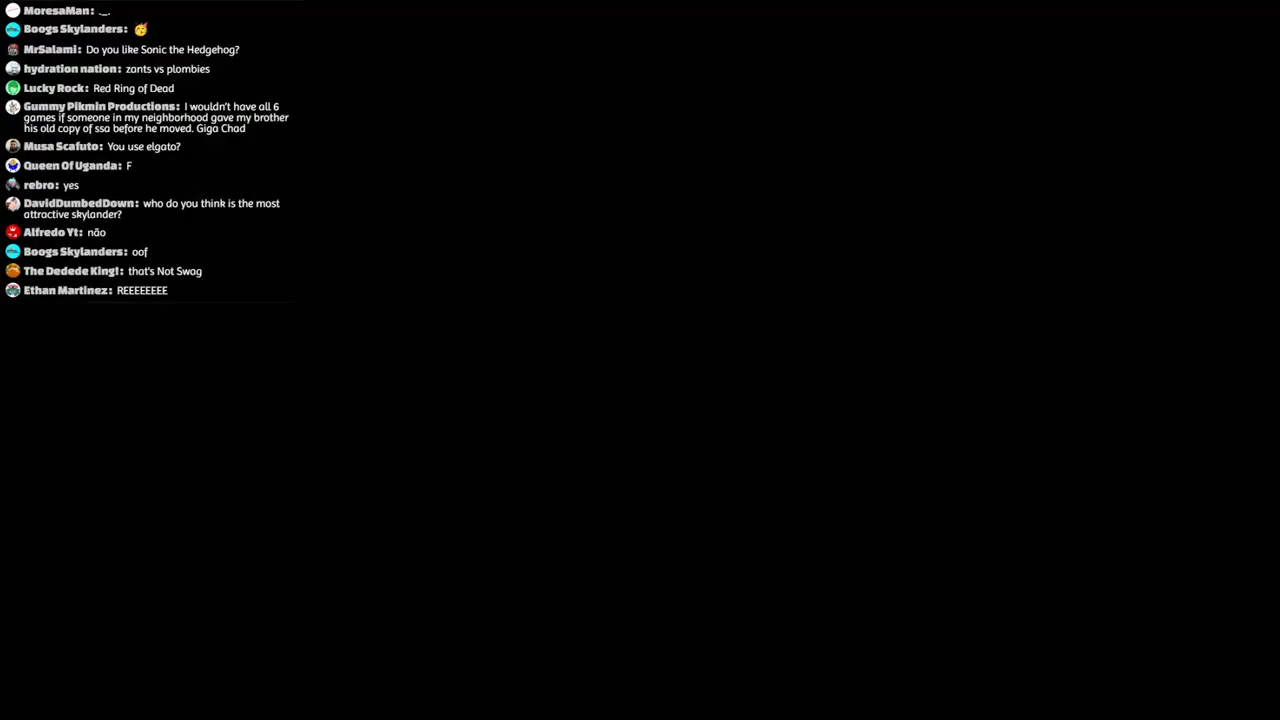 MoresaMan: ._.
Boogs Skylanders: 🥳
MrSalami: Do you like Sonic the Hedgehog?
hydration nation: zants vs plombies
Lucky Rock: Red Ring of Dead
Gummy Pikmin Productions: I wouldn't have all 6
games if someone in my neighborhood gave my brother
his old copy of ssa before he moved. Giga Chad
Musa Scafuto: You use elgato?
Queen Of Uganda: F
rebro: yes
DavidDumbedDown: who do you think is the most
attractive skylander?
Alfredo Yt: não
Boogs Skylanders: oof
The Dedede King!: that's Not Swag
Ethan Martinez: REEEEEEEE